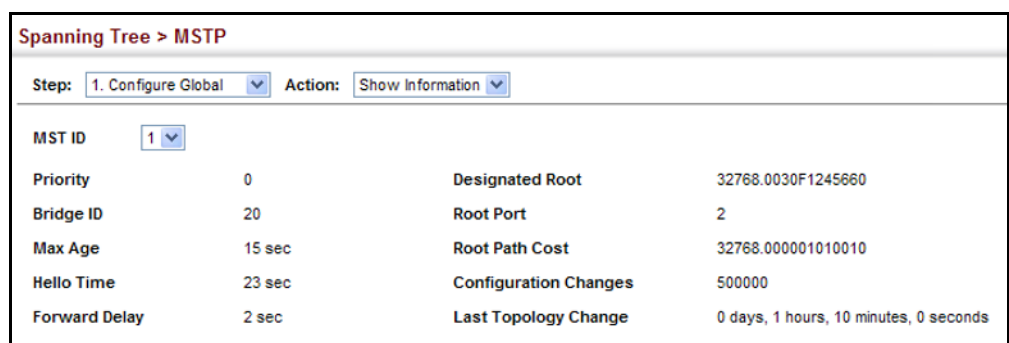 Spanning Tree > MSTP
Step: 1. Configure Global Action: Show Information
MST ID 1
Priority 0 Designated Root 32768.0030F1245660
Bridge ID 20 Root Port 2
Max Age 15 sec Root Path Cost 32768.000001010010
Hello Time 23 sec Configuration Changes 500000
Forward Delay 2 sec Last Topology Change 0 days, 1 hours, 10 minutes, 0 seconds